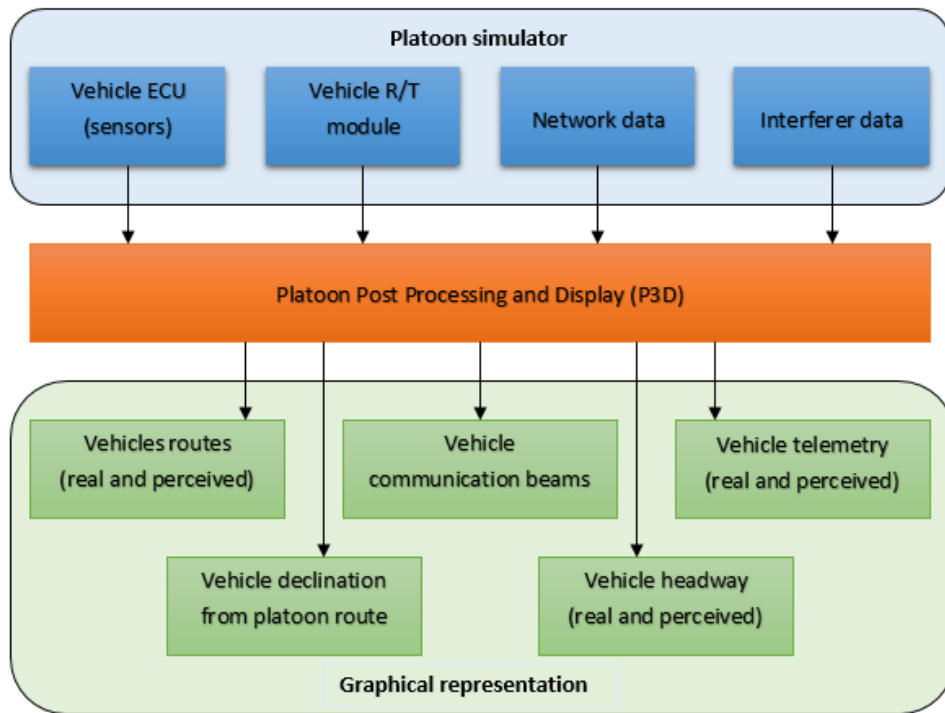 Platoon simulator
Vehicle ECU
(sensors)
Vehicle R/T
module
Network data
Interferer data
Platoon Post Processing and Display (P3D)
Vehicles routes
(real and perceived)
Vehicle
communication beams
Vehicle telemetry
(real and perceived)
Vehicle declination
from platoon route
Vehicle headway
(real and perceived)
Graphical representation